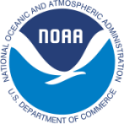 NATIONAL OCEANIC AND ATMOSPHERIC ADMINISTRATION
NOAA
U.S. DEPARTMENT OF COMMERCE